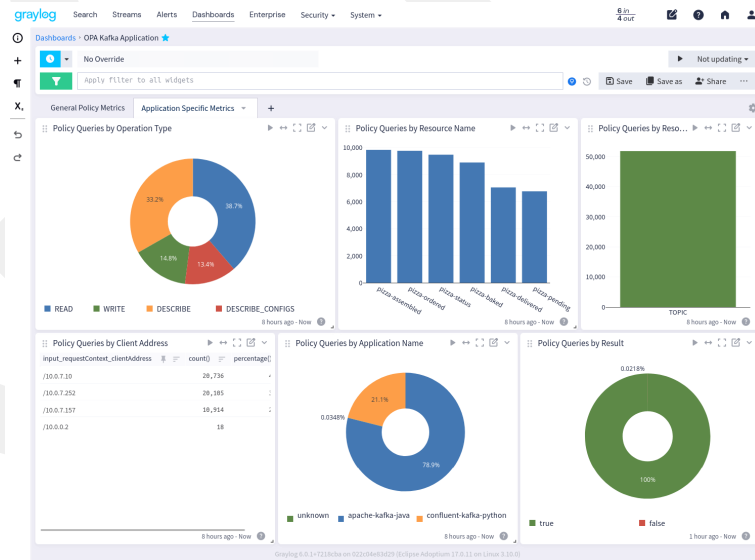 graylog Search Streams Alerts Dashboards Enterprise Security System 6 in
4 out
Dashboards › OPA Kafka Application
No Override Not updating
Apply filter to all widgets Save Save as Share ...
General Policy Metrics Application Specific Metrics +
Policy Queries by Operation Type
38.7%
33.2%
14.8%
13.4%
READ WRITE DESCRIBE DESCRIBE_CONFIGS
8 hours ago - Now
Policy Queries by Resource Name
10,000
8,000
6,000
4,000
2,000
0
pizza-assembled pizza-ordered pizza-status pizza-baked pizza-delivered pizza-pending
8 hours ago - Now
Policy Queries by Reso...
50,000
40,000
30,000
20,000
10,000
0
TOPIC
8 hours ago - Now
Policy Queries by Client Address
input_requestContext_clientAddress count() percentage(
/10.0.7.10 20,736
/10.0.7.252 20,105
/10.0.7.157 10,914
/10.0.0.2 18
8 hours ago - Now
Policy Queries by Application Name
21.1%
0.0348%
78.9%
unknown apache-kafka-java confluent-kafka-python
8 hours ago - Now
Policy Queries by Result
0.0218%
100%
true false
1 hour ago - Now